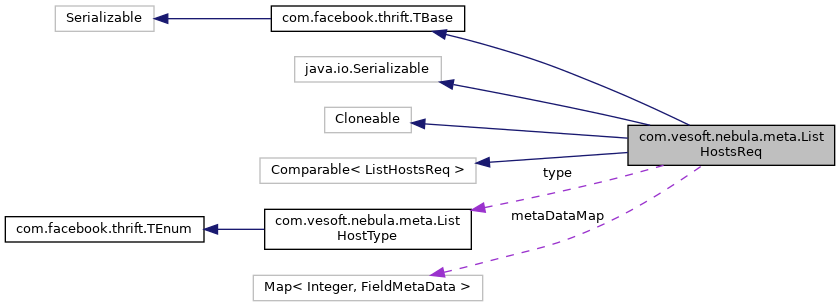 Serializable
com.facebook.thrift.TBase
java.io.Serializable
Cloneable
com.vesoft.nebula.meta.List
HostsReq
Comparable< ListHostsReq >
type
metaDataMap
com.facebook.thrift.TEnum
com.vesoft.nebula.meta.List
HostType
Map< Integer, FieldMetaData >